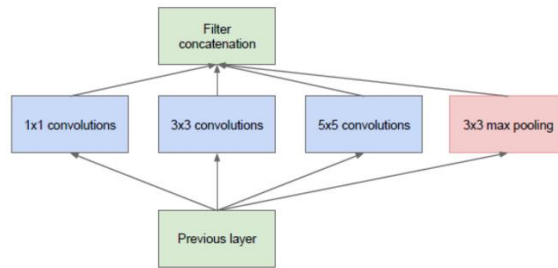 Filter
concatenation
1x1 convolutions
3x3 convolutions
5x5 convolutions
3x3 max pooling
Previous layer